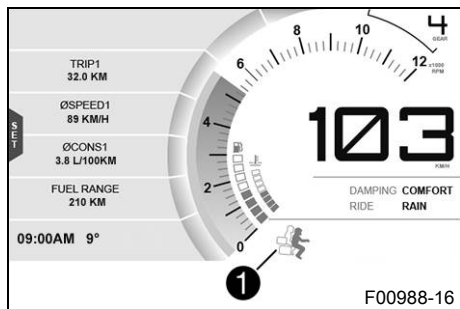 TRIP1
32.0 KM
ØSPEED1
89 KM/H
ØCONS1
3.8 L/100KM
FUEL RANGE
210 KM
SET
09:00AM 9°
0
2
4
6
8
10
12
x1000
RPM
4
GEAR
103
KM/H
DAMPING COMFORT
RIDE RAIN
1
F00988-16